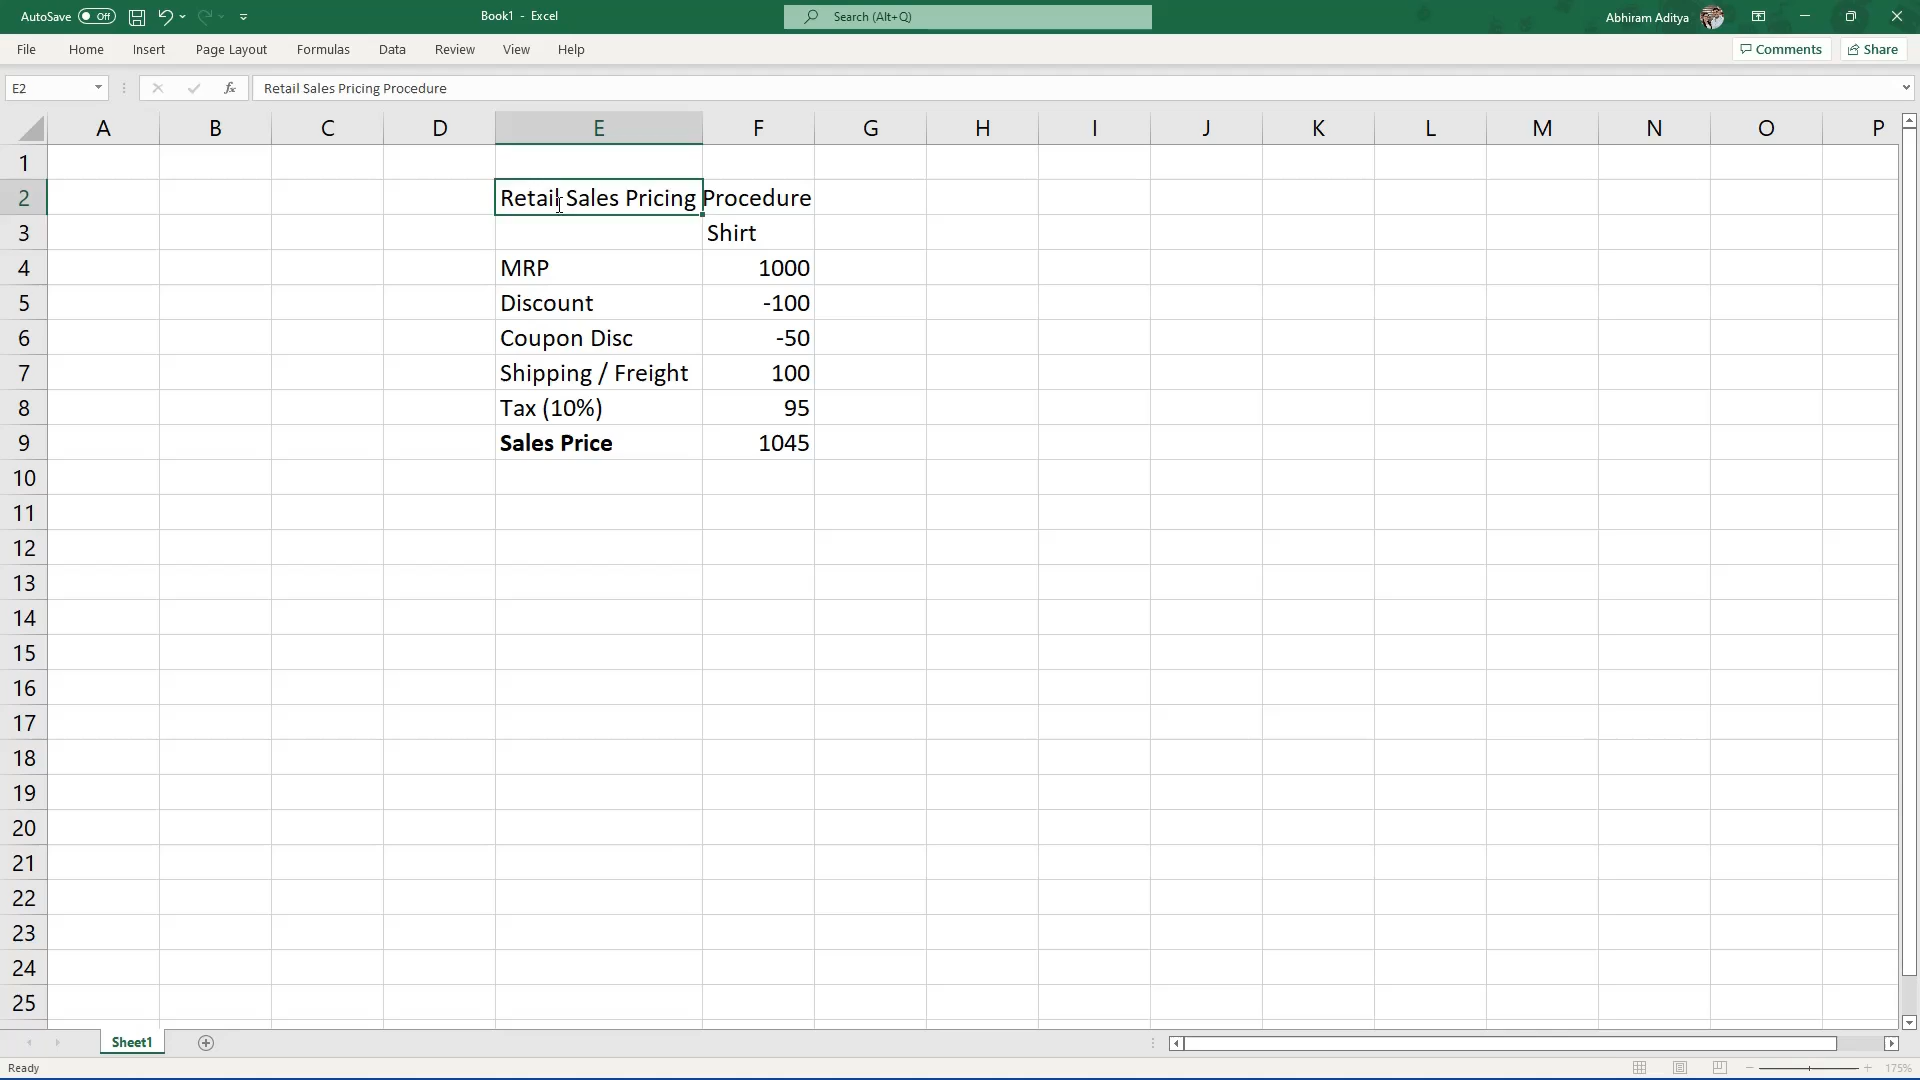 AutoSave Off Book1 - Excel Search (Alt+Q) Abhiram Aditya
File Home Insert Page Layout Formulas Data Review View Help Comments Share
E2 fx Retail Sales Pricing Procedure
A B C D E F G H I J K L M N O P
1
2 Retail Sales Pricing Procedure
3 Shirt
4 MRP 1000
5 Discount -100
6 Coupon Disc -50
7 Shipping / Freight 100
8 Tax (10%) 95
9 Sales Price 1045
10
11
12
13
14
15
16
17
18
19
20
21
22
23
24
25
Sheet1
Ready 175%